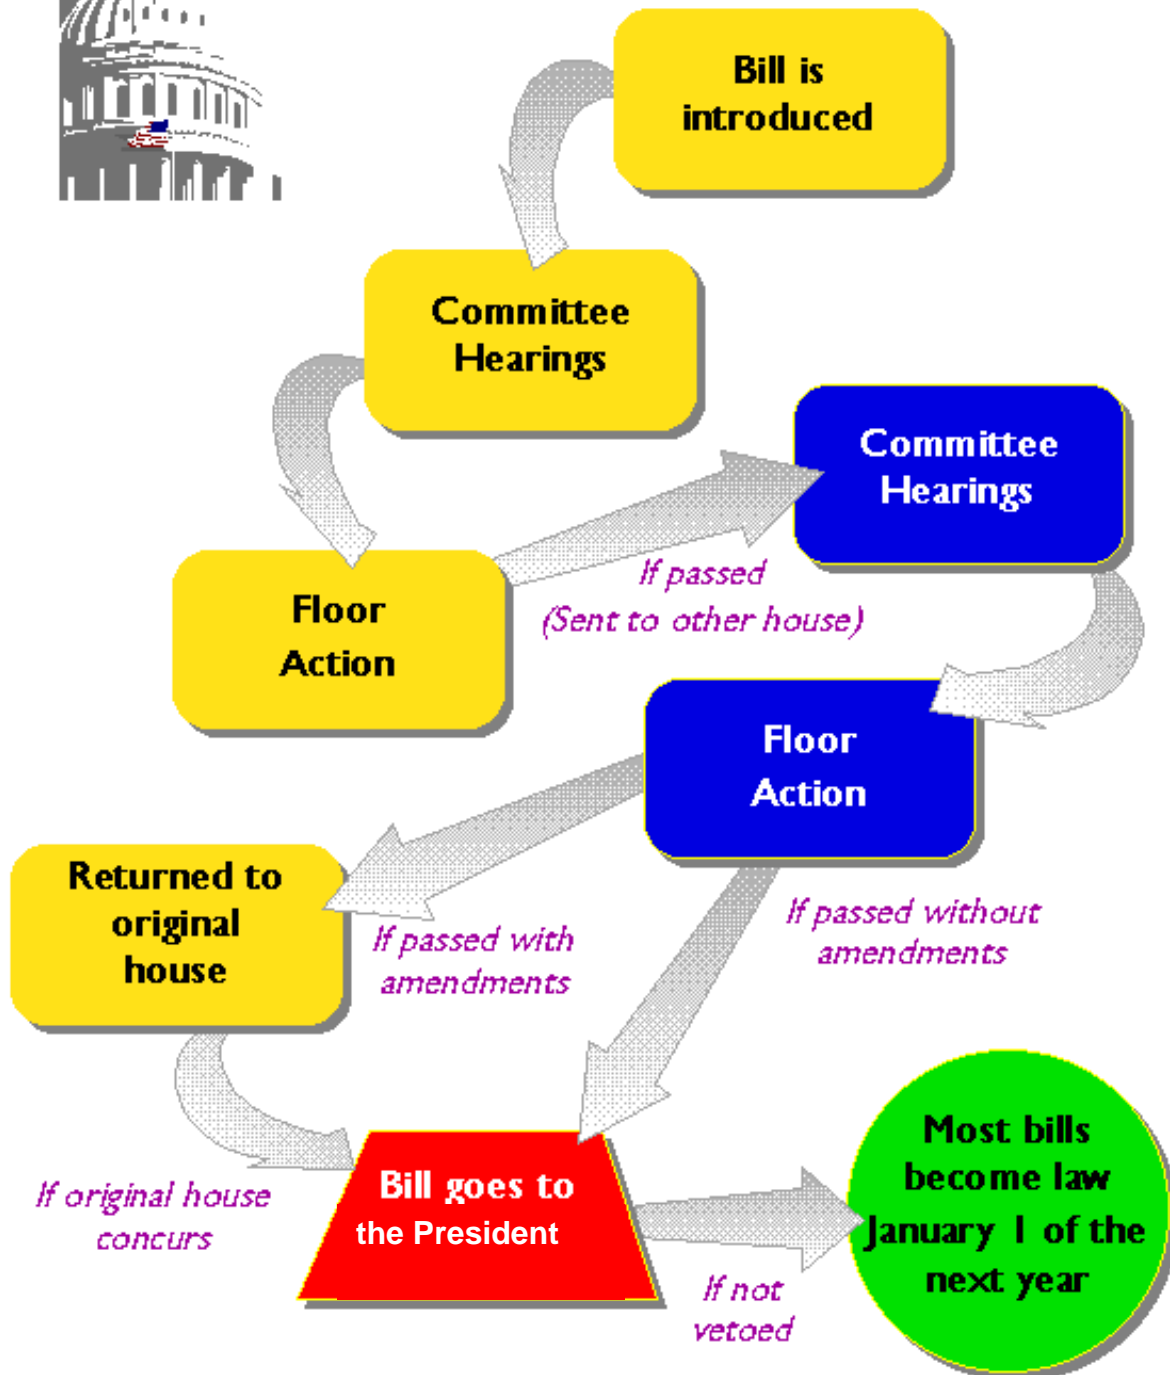 Bill is
introduced
Committee
Hearings
Committee
Hearings
If passed
(Sent to other house)
Floor
Action
Floor
Action
Returned to
original
house
If passed with
amendments
If passed without
amendments
If original house
concurs
Bill goes to
the President
If not
vetoed
Most bills
become law
January 1 of the
next year